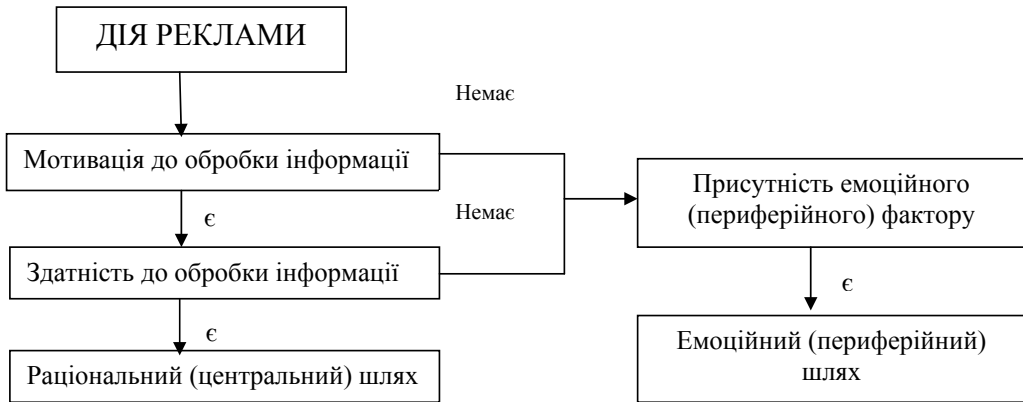 ДІЯ РЕКЛАМИ
Немає
Мотивація до обробки інформації
Присутність емоційного
(периферійного) фактору
є
Немає
Здатність до обробки інформації
є
є
Емоційний (периферійний)
шлях
Раціональний (центральний) шлях